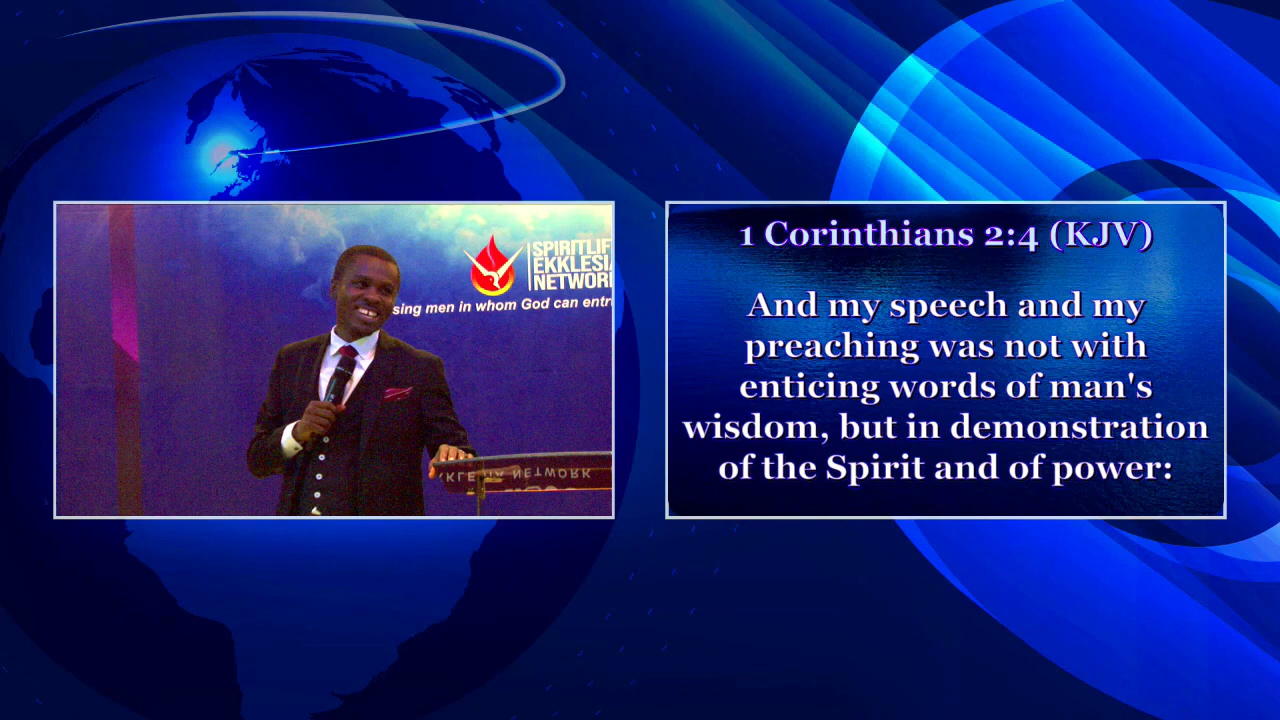 SPIRITLIF
EKKLESIA
NETWOR
sing men in whom God can entr
KLESIA NETWORK
1 Corinthians 2:4 (KJV)
And my speech and my
preaching was not with
enticing words of man's
wisdom, but in demonstration
of the Spirit and of power: